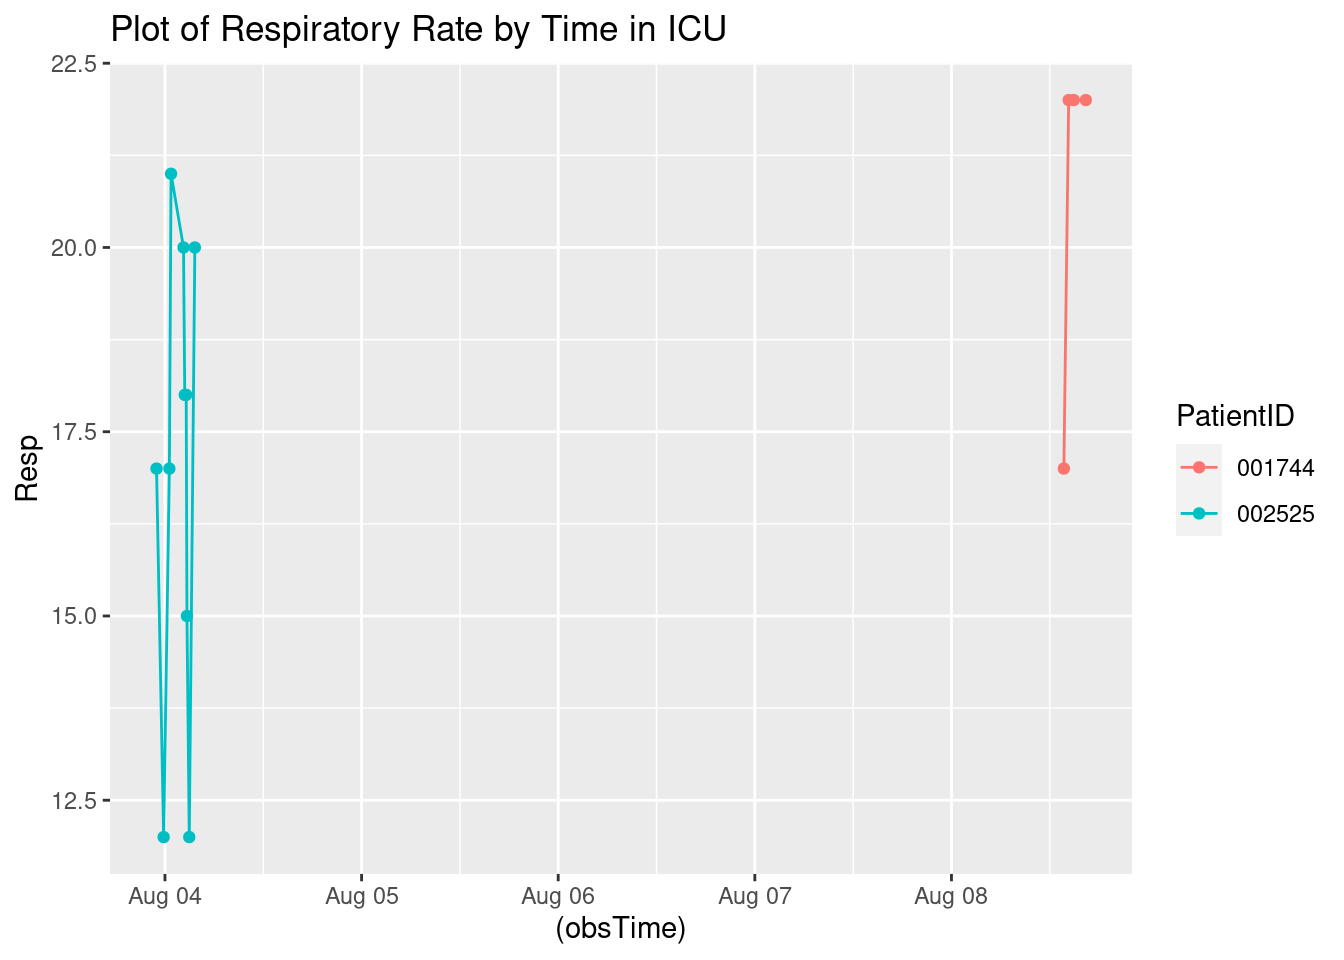 Plot of Respiratory Rate by Time in ICU
22.5
20.0
17.5
15.0
12.5
Resp
Aug 04
Aug 05
Aug 06
Aug 07
Aug 08
(obsTime)
PatientID
001744
002525